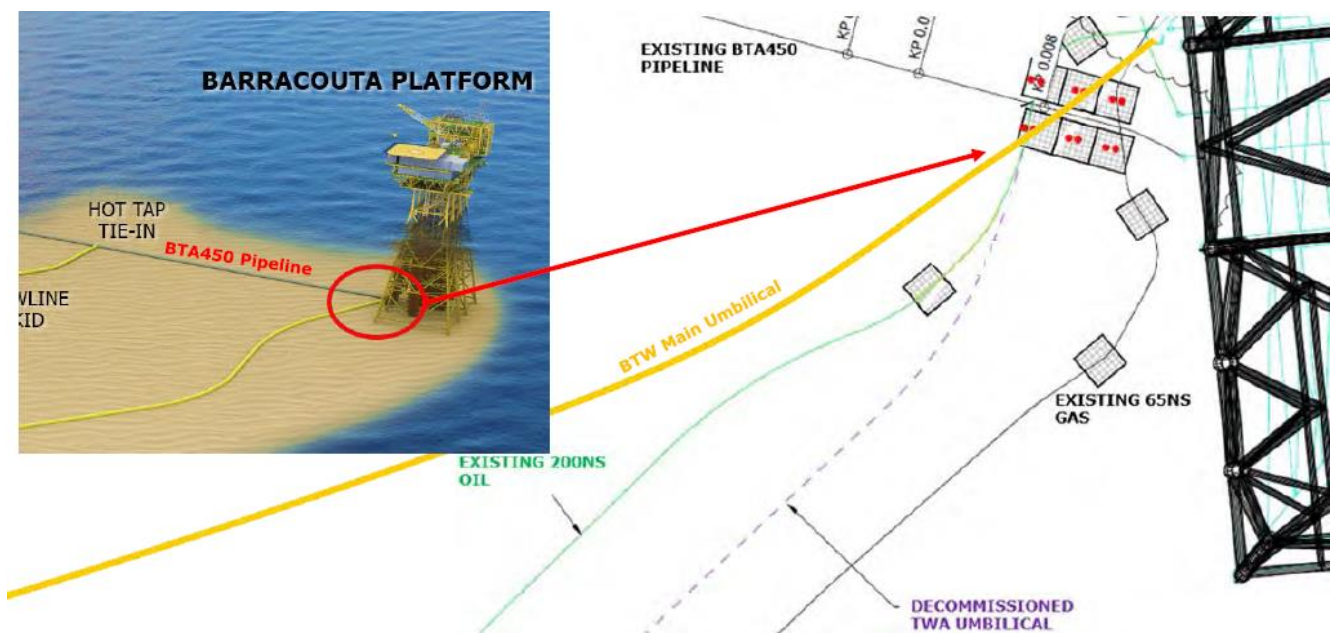 BARRACOUTA PLATFORM
HOT TAP
TIE-IN
BTA450 Pipeline
WLINE
KID
EXISTING BTA450
PIPELINE
KP 0.0
KP 0.008
BTW Main Umbilical
EXISTING 65NS
GAS
EXISTING 200NS
OIL
DECOMMISSIONED
TWA UMBILICAL